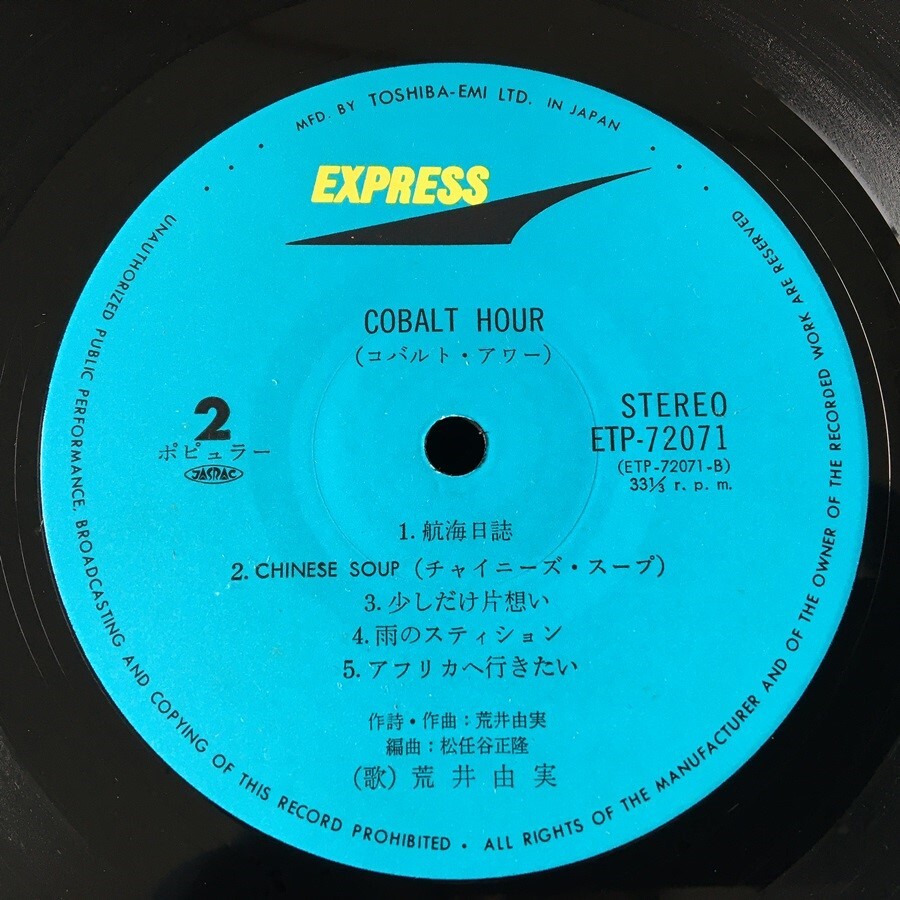 MFD. BY TOSHIBA-EMI LTD. IN JAPAN
EXPRESS
COBALT HOUR
(コバルト・アワー)
2
ポピュラー
JASRAC
STEREO
ETP-72071
(ETP-72071-B)
33 1/3 r. p. m.
1. 航海日誌
2. CHINESE SOUP (チャイニーズ・スープ)
3. 少しだけ片想い
4. 雨のスティション
5. アフリカへ行きたい
作詩・作曲:荒井由実
編曲:松任谷正隆
(歌) 荒井由実
UNAUTHORIZED PUBLIC PERFORMANCE, BROADCASTING AND COPYING OF THIS RECORD PROHIBITED • ALL RIGHTS OF THE MANUFACTURER AND OF THE OWNER OF THE RECORDED WORK ARE RESERVED